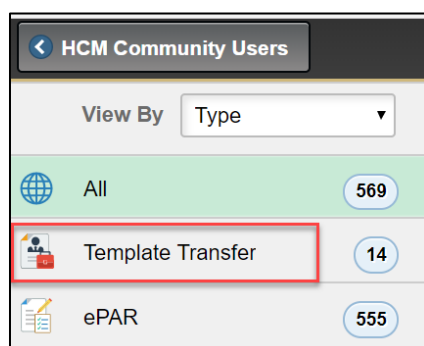 HCM Community Users
View By Type
All 569
Template Transfer 14
ePAR 555